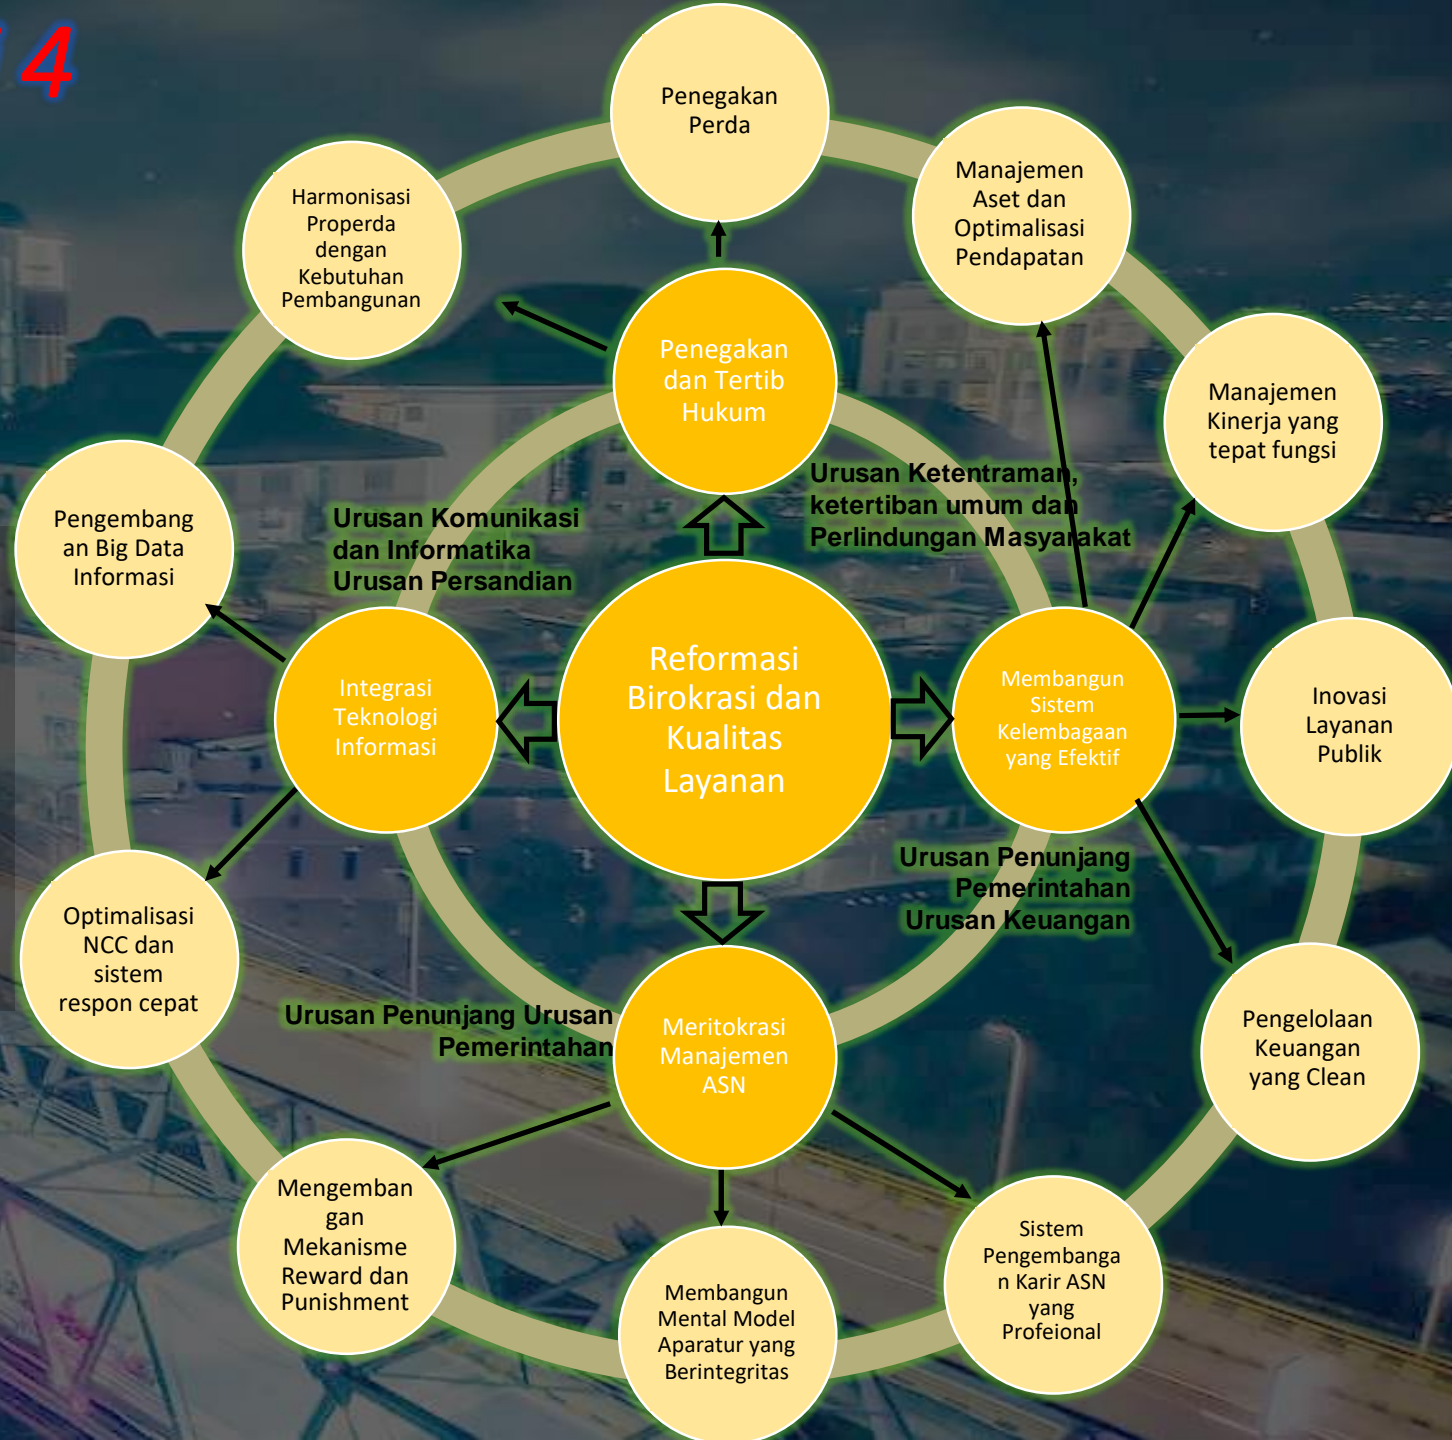 4
Penegakan
Perda
Harmonisasi
Properda
dengan
Kebutuhan
Pembangunan
Manajemen
Aset dan
Optimalisasi
Pendapatan
Penegakan
dan Tertib
Hukum
Manajemen
Kinerja yang
tepat fungsi
Urusan Ketentraman,
ketertiban umum dan
Perlindungan Masyarakat
Urusan Komunikasi
dan Informatika
Urusan Persandian
Pengembang
an Big Data
Informasi
Reformasi
Birokrasi dan
Kualitas
Layanan
Integrasi
Teknologi
Informasi
Membangun
Sistem
Kelembagaan
yang Efektif
Inovasi
Layanan
Publik
Urusan Penunjang
Pemerintahan
Urusan Keuangan
Optimalisasi
NCC dan
sistem
respon cepat
Urusan Penunjang Urusan
Pemerintahan
Meritokrasi
Manajemen
ASN
Pengelolaan
Keuangan
yang Clean
Mengemban
gan
Mekanisme
Reward dan
Punishment
Membangun
Mental Model
Aparatur yang
Berintegritas
Sistem
Pengembanga
n Karir ASN
yang
Profeional